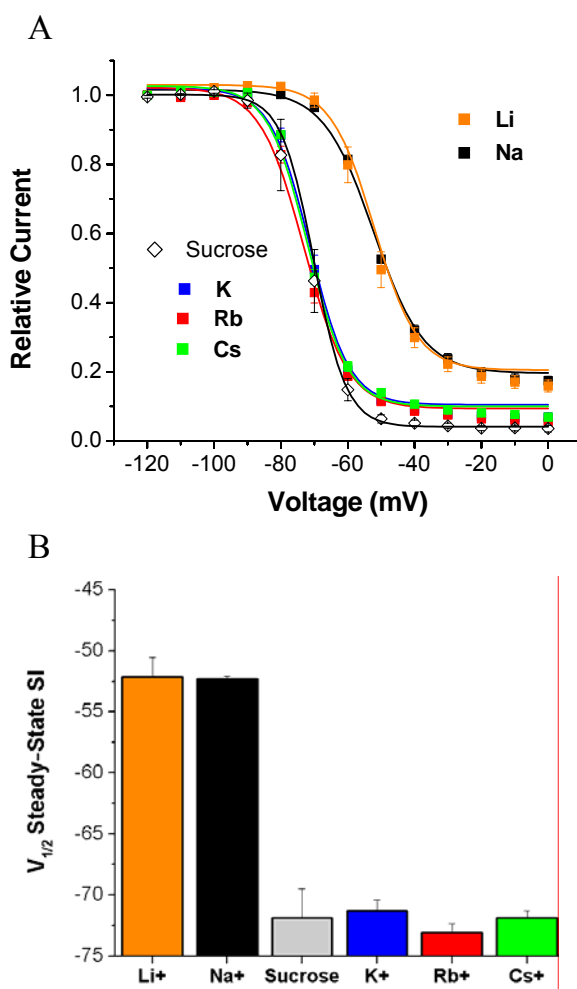 A
1.0
0.8
0.6
0.4
0.2
0.0
Relative Current
Li
Na
Sucrose
K
Rb
Cs
-120 -100 -80 -60 -40 -20 0
Voltage (mV)
B
-45
-50
-55
-60
-65
-70
-75
V1/2 Steady-State SI
Li+ Na+ Sucrose K+ Rb+ Cs+